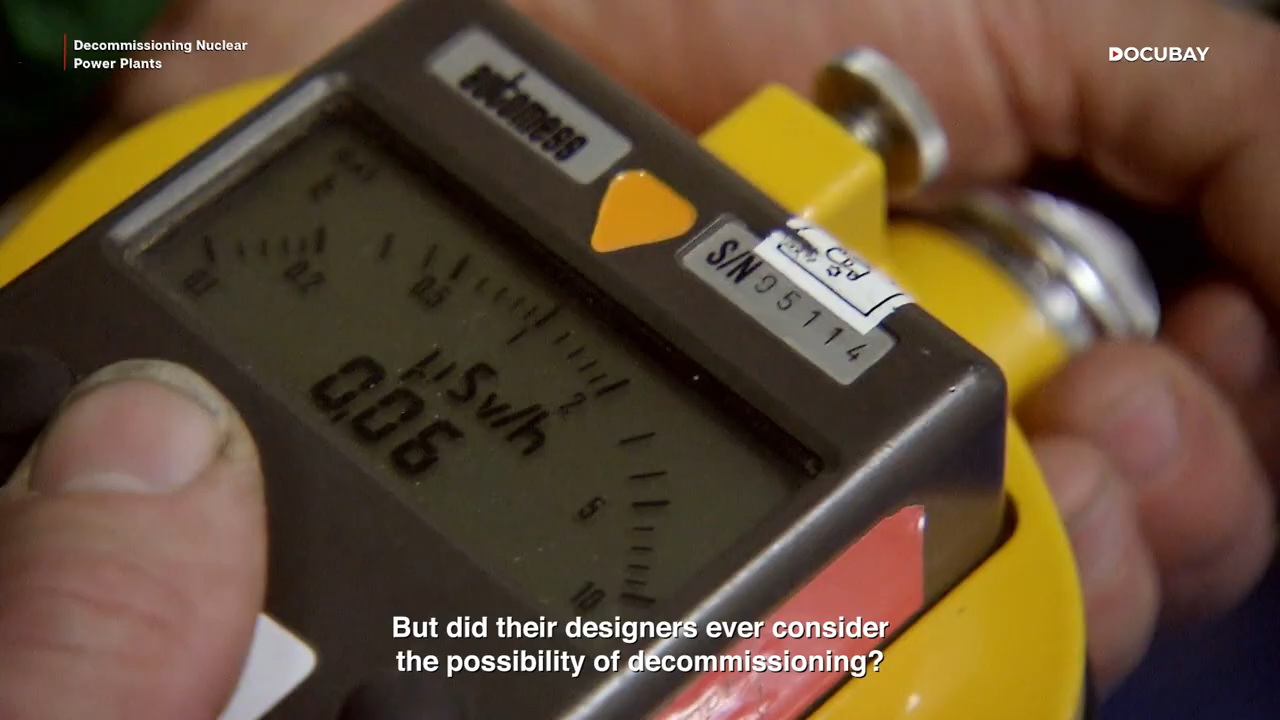 Decommissioning Nuclear
Power Plants
DOCUBAY
automess
S/N 95114
0.1
0.2
0.5
2
5
10
µSv/h
0.06
But did their designers ever consider
the possibility of decommissioning?